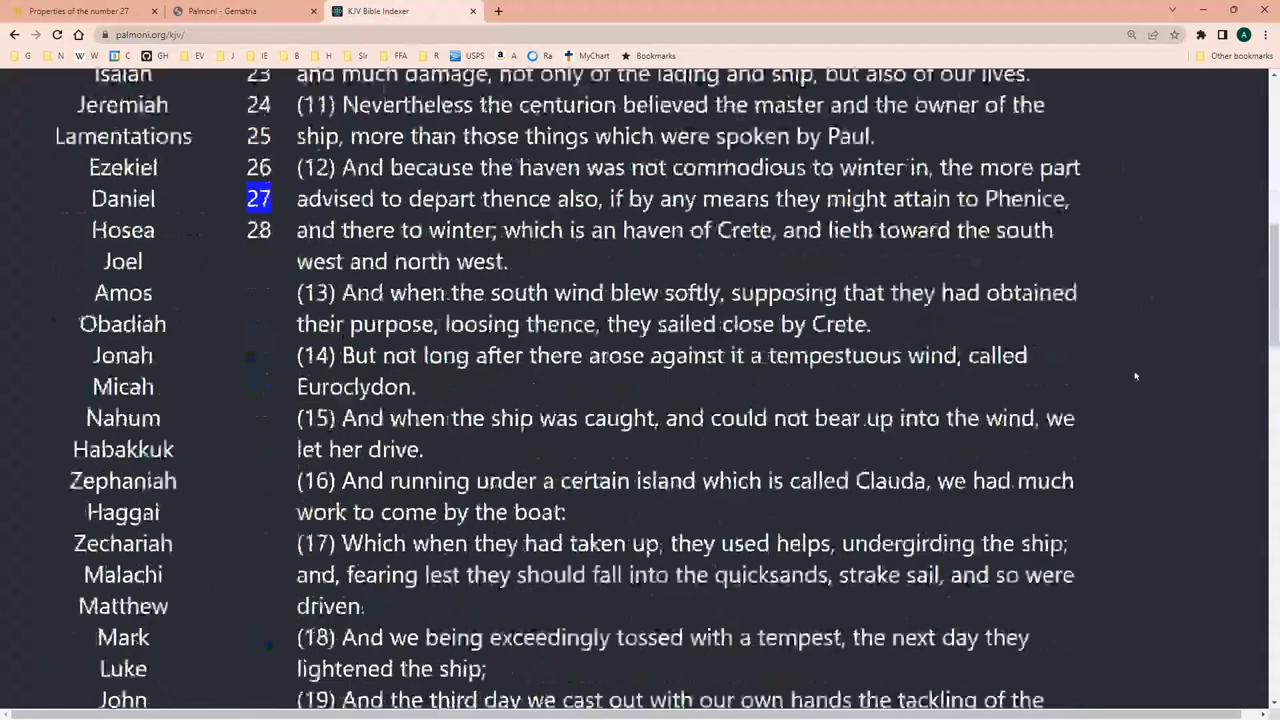 Properties of the number 27
Palmoni - Gematria
KJV Bible Indexer
palmoni.org/kjv/
G
N
W
C
GH
EV
J
IE
B
H
Slr
FFA
R
USPS
A
Ra
MyChart
Bookmarks
Other bookmarks
Isaiah 23 and much damage, not only of the lading and ship, but also of our lives.
Jeremiah 24 (11) Nevertheless the centurion believed the master and the owner of the
Lamentations 25 ship, more than those things which were spoken by Paul.
Ezekiel 26 (12) And because the haven was not commodious to winter in, the more part
Daniel 27 advised to depart thence also, if by any means they might attain to Phenice,
Hosea 28 and there to winter; which is an haven of Crete, and lieth toward the south
Joel west and north west.
Amos (13) And when the south wind blew softly, supposing that they had obtained
Obadiah their purpose, loosing thence, they sailed close by Crete.
Jonah (14) But not long after there arose against it a tempestuous wind, called
Micah Euroclydon.
Nahum (15) And when the ship was caught, and could not bear up into the wind, we
Habakkuk let her drive.
Zephaniah (16) And running under a certain island which is called Clauda, we had much
Haggai work to come by the boat:
Zechariah (17) Which when they had taken up, they used helps, undergirding the ship;
Malachi and, fearing lest they should fall into the quicksands, strake sail, and so were
Matthew driven.
Mark (18) And we being exceedingly tossed with a tempest, the next day they
Luke lightened the ship;
John (19) And the third day we cast out with our own hands the tackling of the